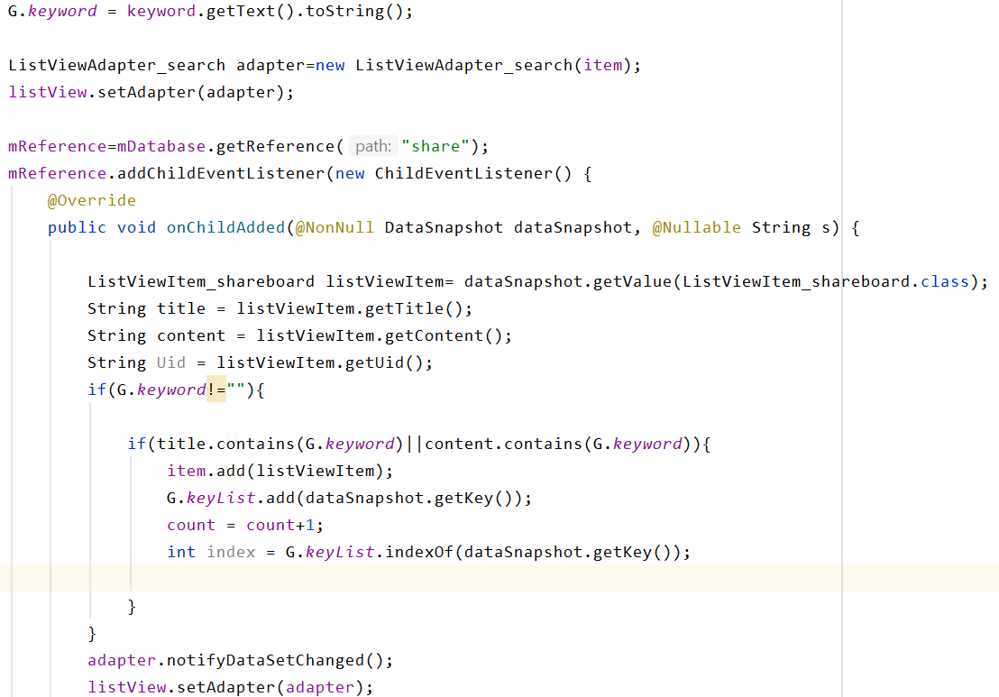 G.keyword = keyword.getText().toString();
ListViewAdapter_search adapter=new ListViewAdapter_search(item);
listView.setAdapter(adapter);
mReference=mDatabase.getReference( path: "share");
mReference.addChildEventListener(new ChildEventListener() {
@Override
public void onChildAdded(@NonNull DataSnapshot dataSnapshot, @Nullable String s) {
ListViewItem_shareboard listViewItem= dataSnapshot.getValue(ListViewItem_shareboard.class);
String title = listViewItem.getTitle();
String content = listViewItem.getContent();
String Uid = listViewItem.getUid();
if(G.keyword!=""){
if(title.contains(G.keyword)||content.contains(G.keyword)){
item.add(listViewItem);
G.keyList.add(dataSnapshot.getKey());
count = count+1;
int index = G.keyList.indexOf(dataSnapshot.getKey());
}
}
adapter.notifyDataSetChanged();
listView.setAdapter(adapter);